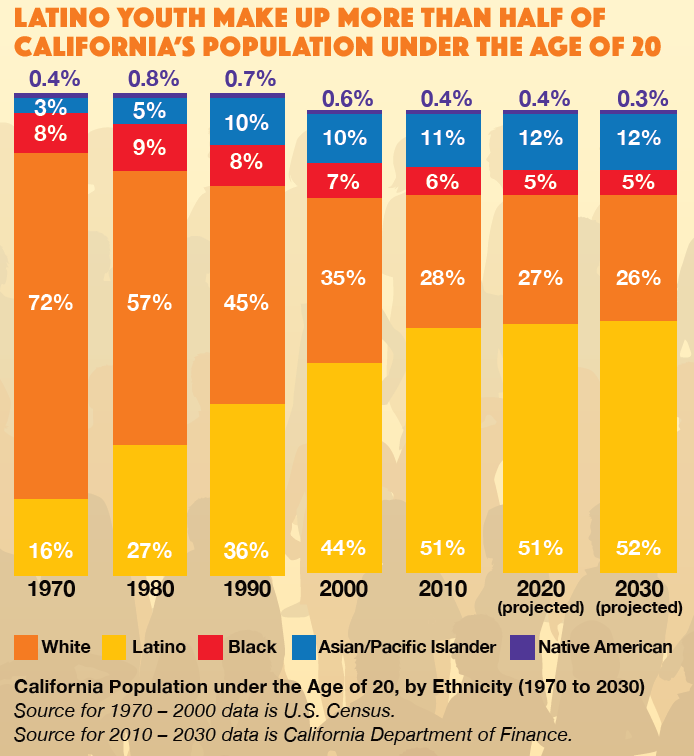 LATINO YOUTH MAKE UP MORE THAN HALF OF
CALIFORNIA'S POPULATION UNDER THE AGE OF 20
0.4% 0.8% 0.7% 0.6% 0.4% 0.4% 0.3%
3% 5% 10% 10% 11% 12% 12%
8% 9% 8% 7% 6% 5% 5%
72% 57% 45% 35% 28% 27% 26%
16% 27% 36% 44% 51% 51% 52%
1970 1980 1990 2000 2010 2020 2030
(projected) (projected)
White Latino Black Asian/Pacific Islander Native American
California Population under the Age of 20, by Ethnicity (1970 to 2030)
Source for 1970 – 2000 data is U.S. Census.
Source for 2010 – 2030 data is California Department of Finance.